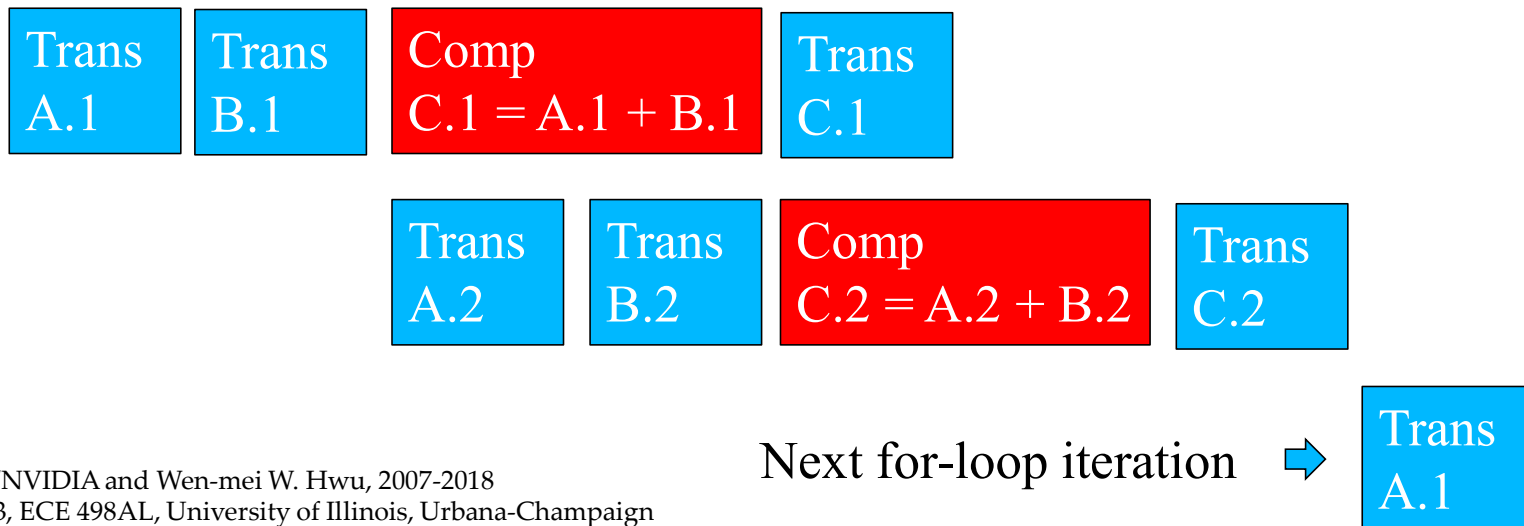 Trans
A.1
Trans
B.1
Comp
C.1 = A.1 + B.1
Trans
C.1
Trans
A.2
Trans
B.2
Comp
C.2 = A.2 + B.2
Trans
C.2
Next for-loop iteration
Trans
A.1
NVIDIA and Wen-mei W. Hwu, 2007-2018
, ECE 498AL, University of Illinois, Urbana-Champaign